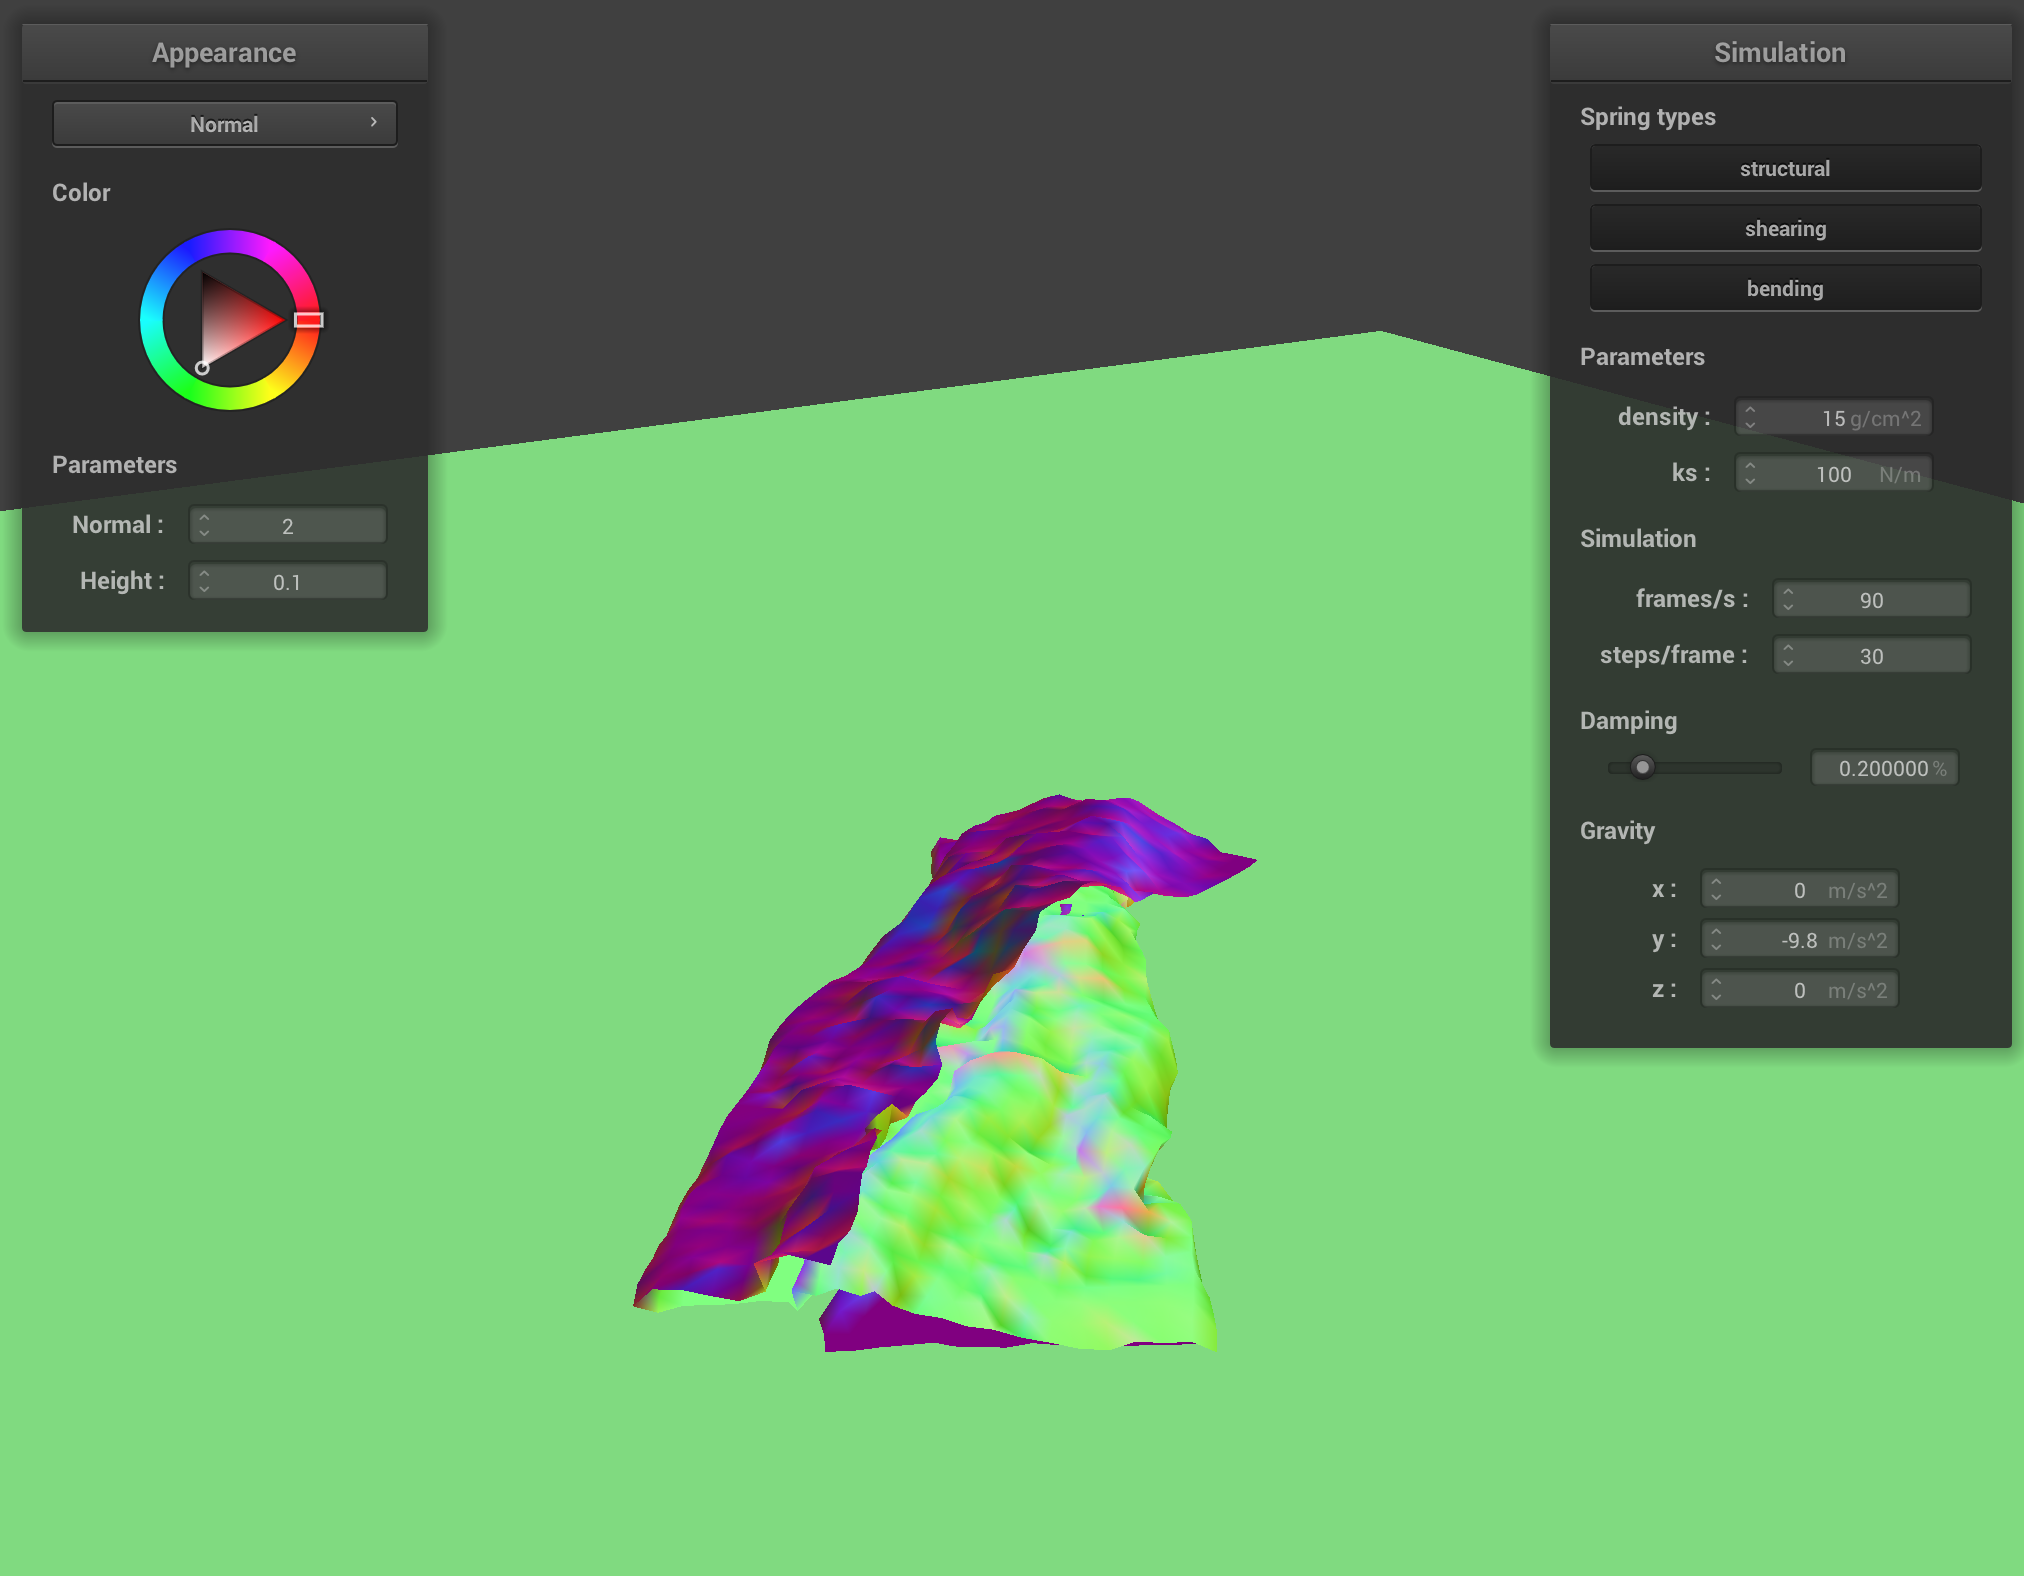 Appearance
Normal
Color
Parameters
Normal : 2
Height : 0.1
Simulation
Spring types
structural
shearing
bending
Parameters
density : 15 g/cm^2
ks : 100 N/m
Simulation
frames/s : 90
steps/frame : 30
Damping
0.200000 %
Gravity
x : 0 m/s^2
y : -9.8 m/s^2
z : 0 m/s^2